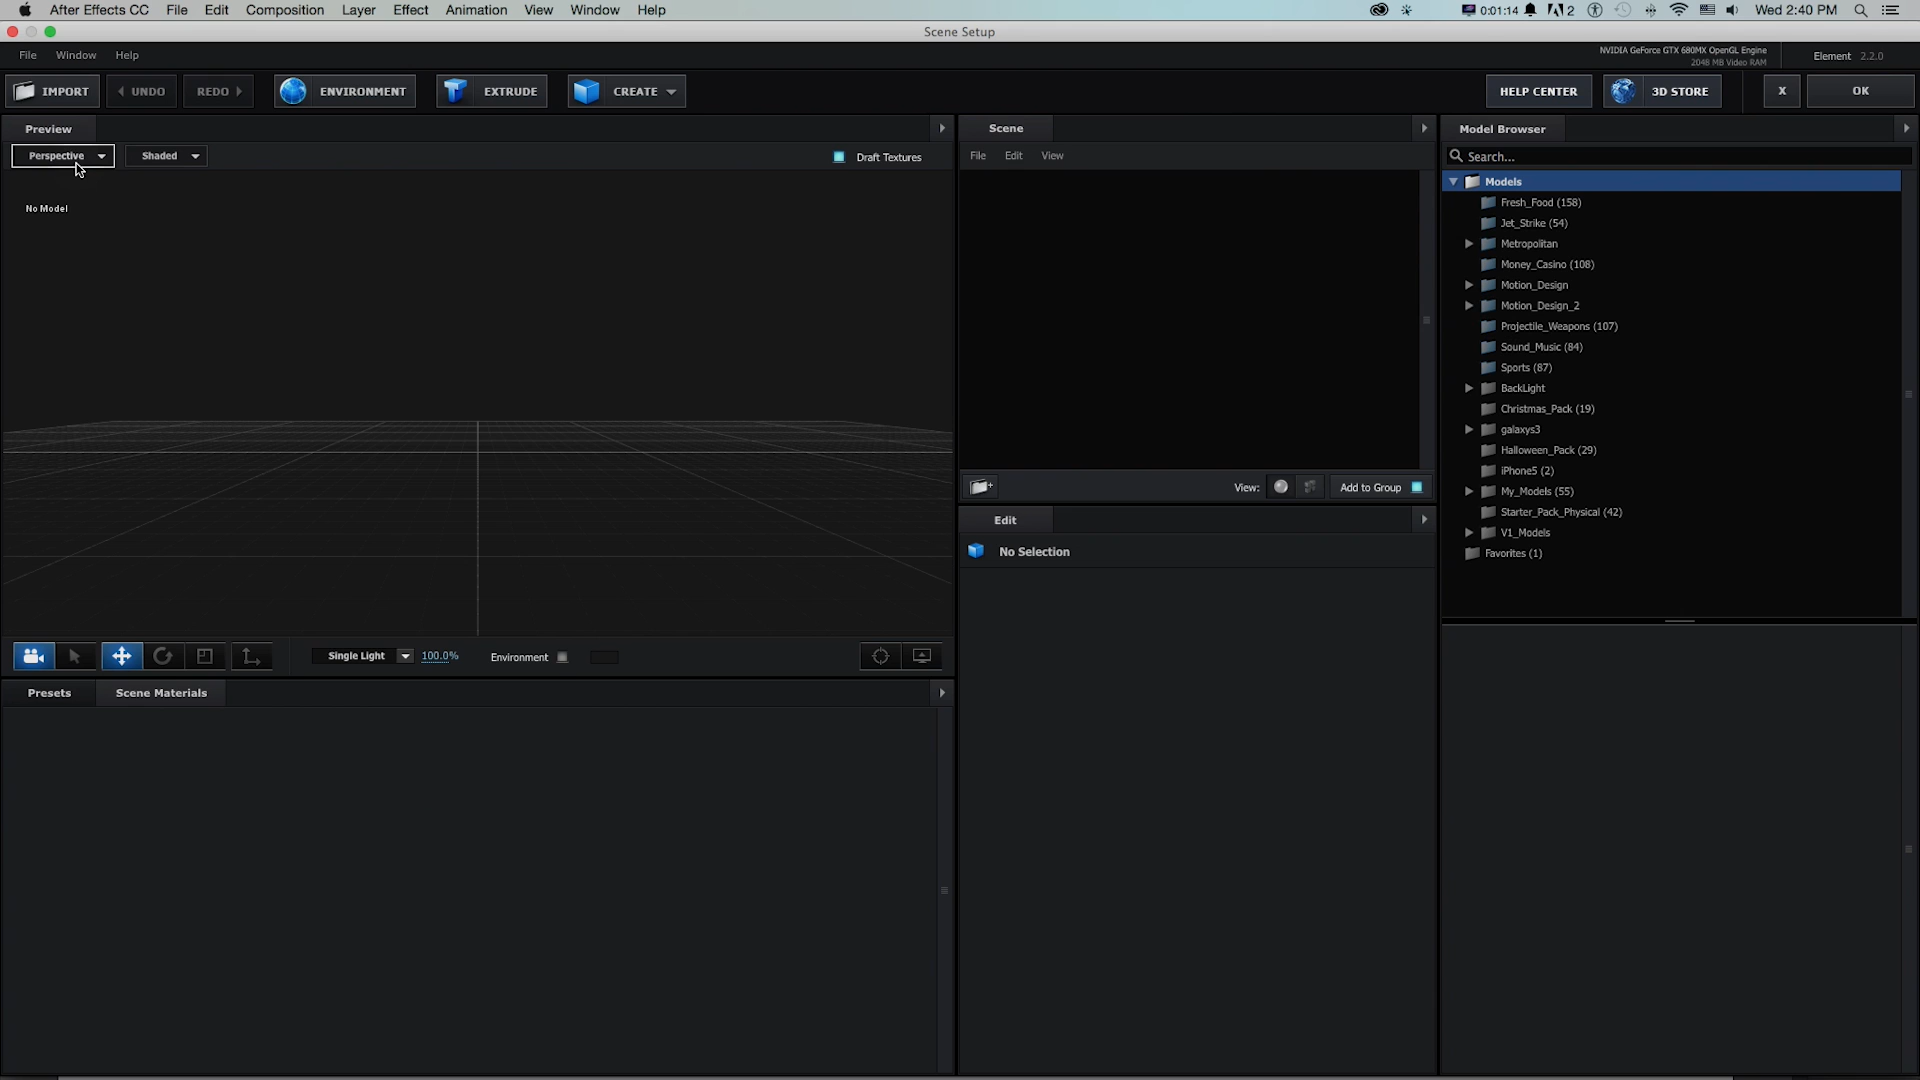 After Effects CC File Edit Composition Layer Effect Animation View Window Help 0:01:14 2 Wed 2:40 PM
Scene Setup
File Window Help
NVIDIA GeForce GTX 680MX OpenGL Engine
2048 MB Video RAM
Element 2.2.0
IMPORT UNDO REDO ENVIRONMENT EXTRUDE CREATE HELP CENTER 3D STORE X OK
Preview
Perspective Shaded Draft Textures
No Model
Single Light 100.0% Environment
Presets Scene Materials
Scene
File Edit View
View: Add to Group
Edit
No Selection
Model Browser
Search...
Models
Fresh_Food (158)
Jet_Strike (54)
Metropolitan
Money_Casino (108)
Motion_Design
Motion_Design_2
Projectile_Weapons (107)
Sound_Music (84)
Sports (87)
BackLight
Christmas_Pack (19)
galaxys3
Halloween_Pack (29)
iPhone5 (2)
My_Models (55)
Starter_Pack_Physical (42)
V1_Models
Favorites (1)